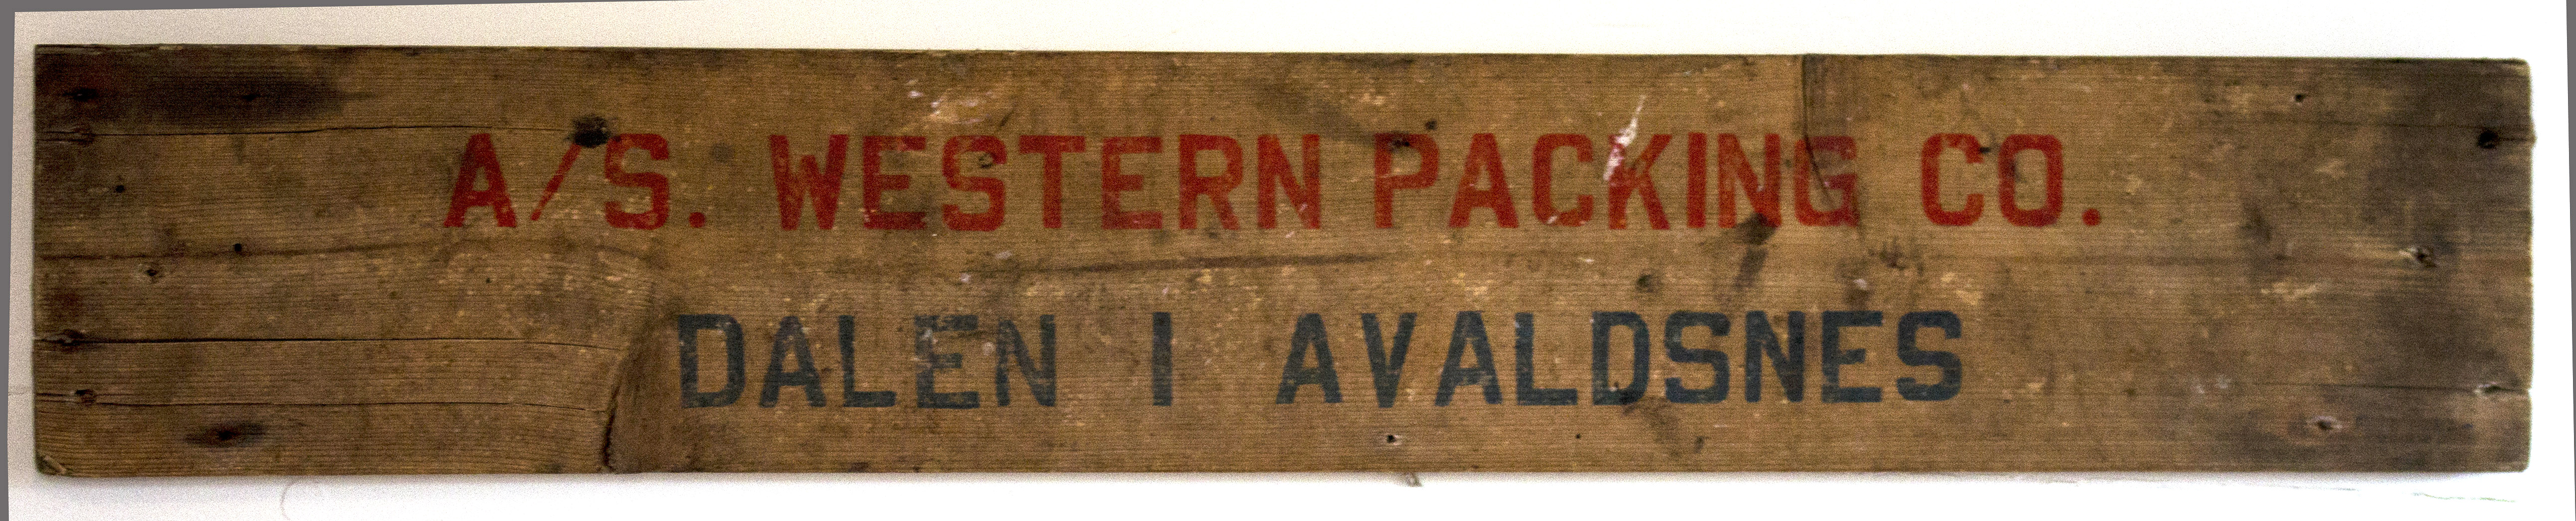 A/S. WESTERN PACKING CO.
DALEN I AVALDSNES